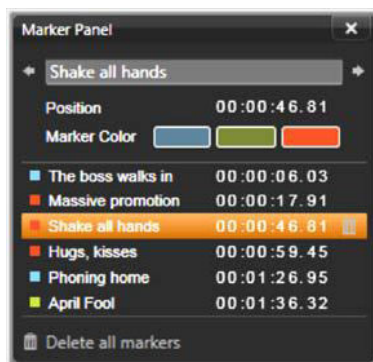 Marker Panel
Shake all hands
Position 00:00:46.81
Marker Color
The boss walks in 00:00:06.03
Massive promotion 00:00:17.91
Shake all hands 00:00:46.81
Hugs, kisses 00:00:59.45
Phoning home 00:01:26.95
April Fool 00:01:36.32
Delete all markers